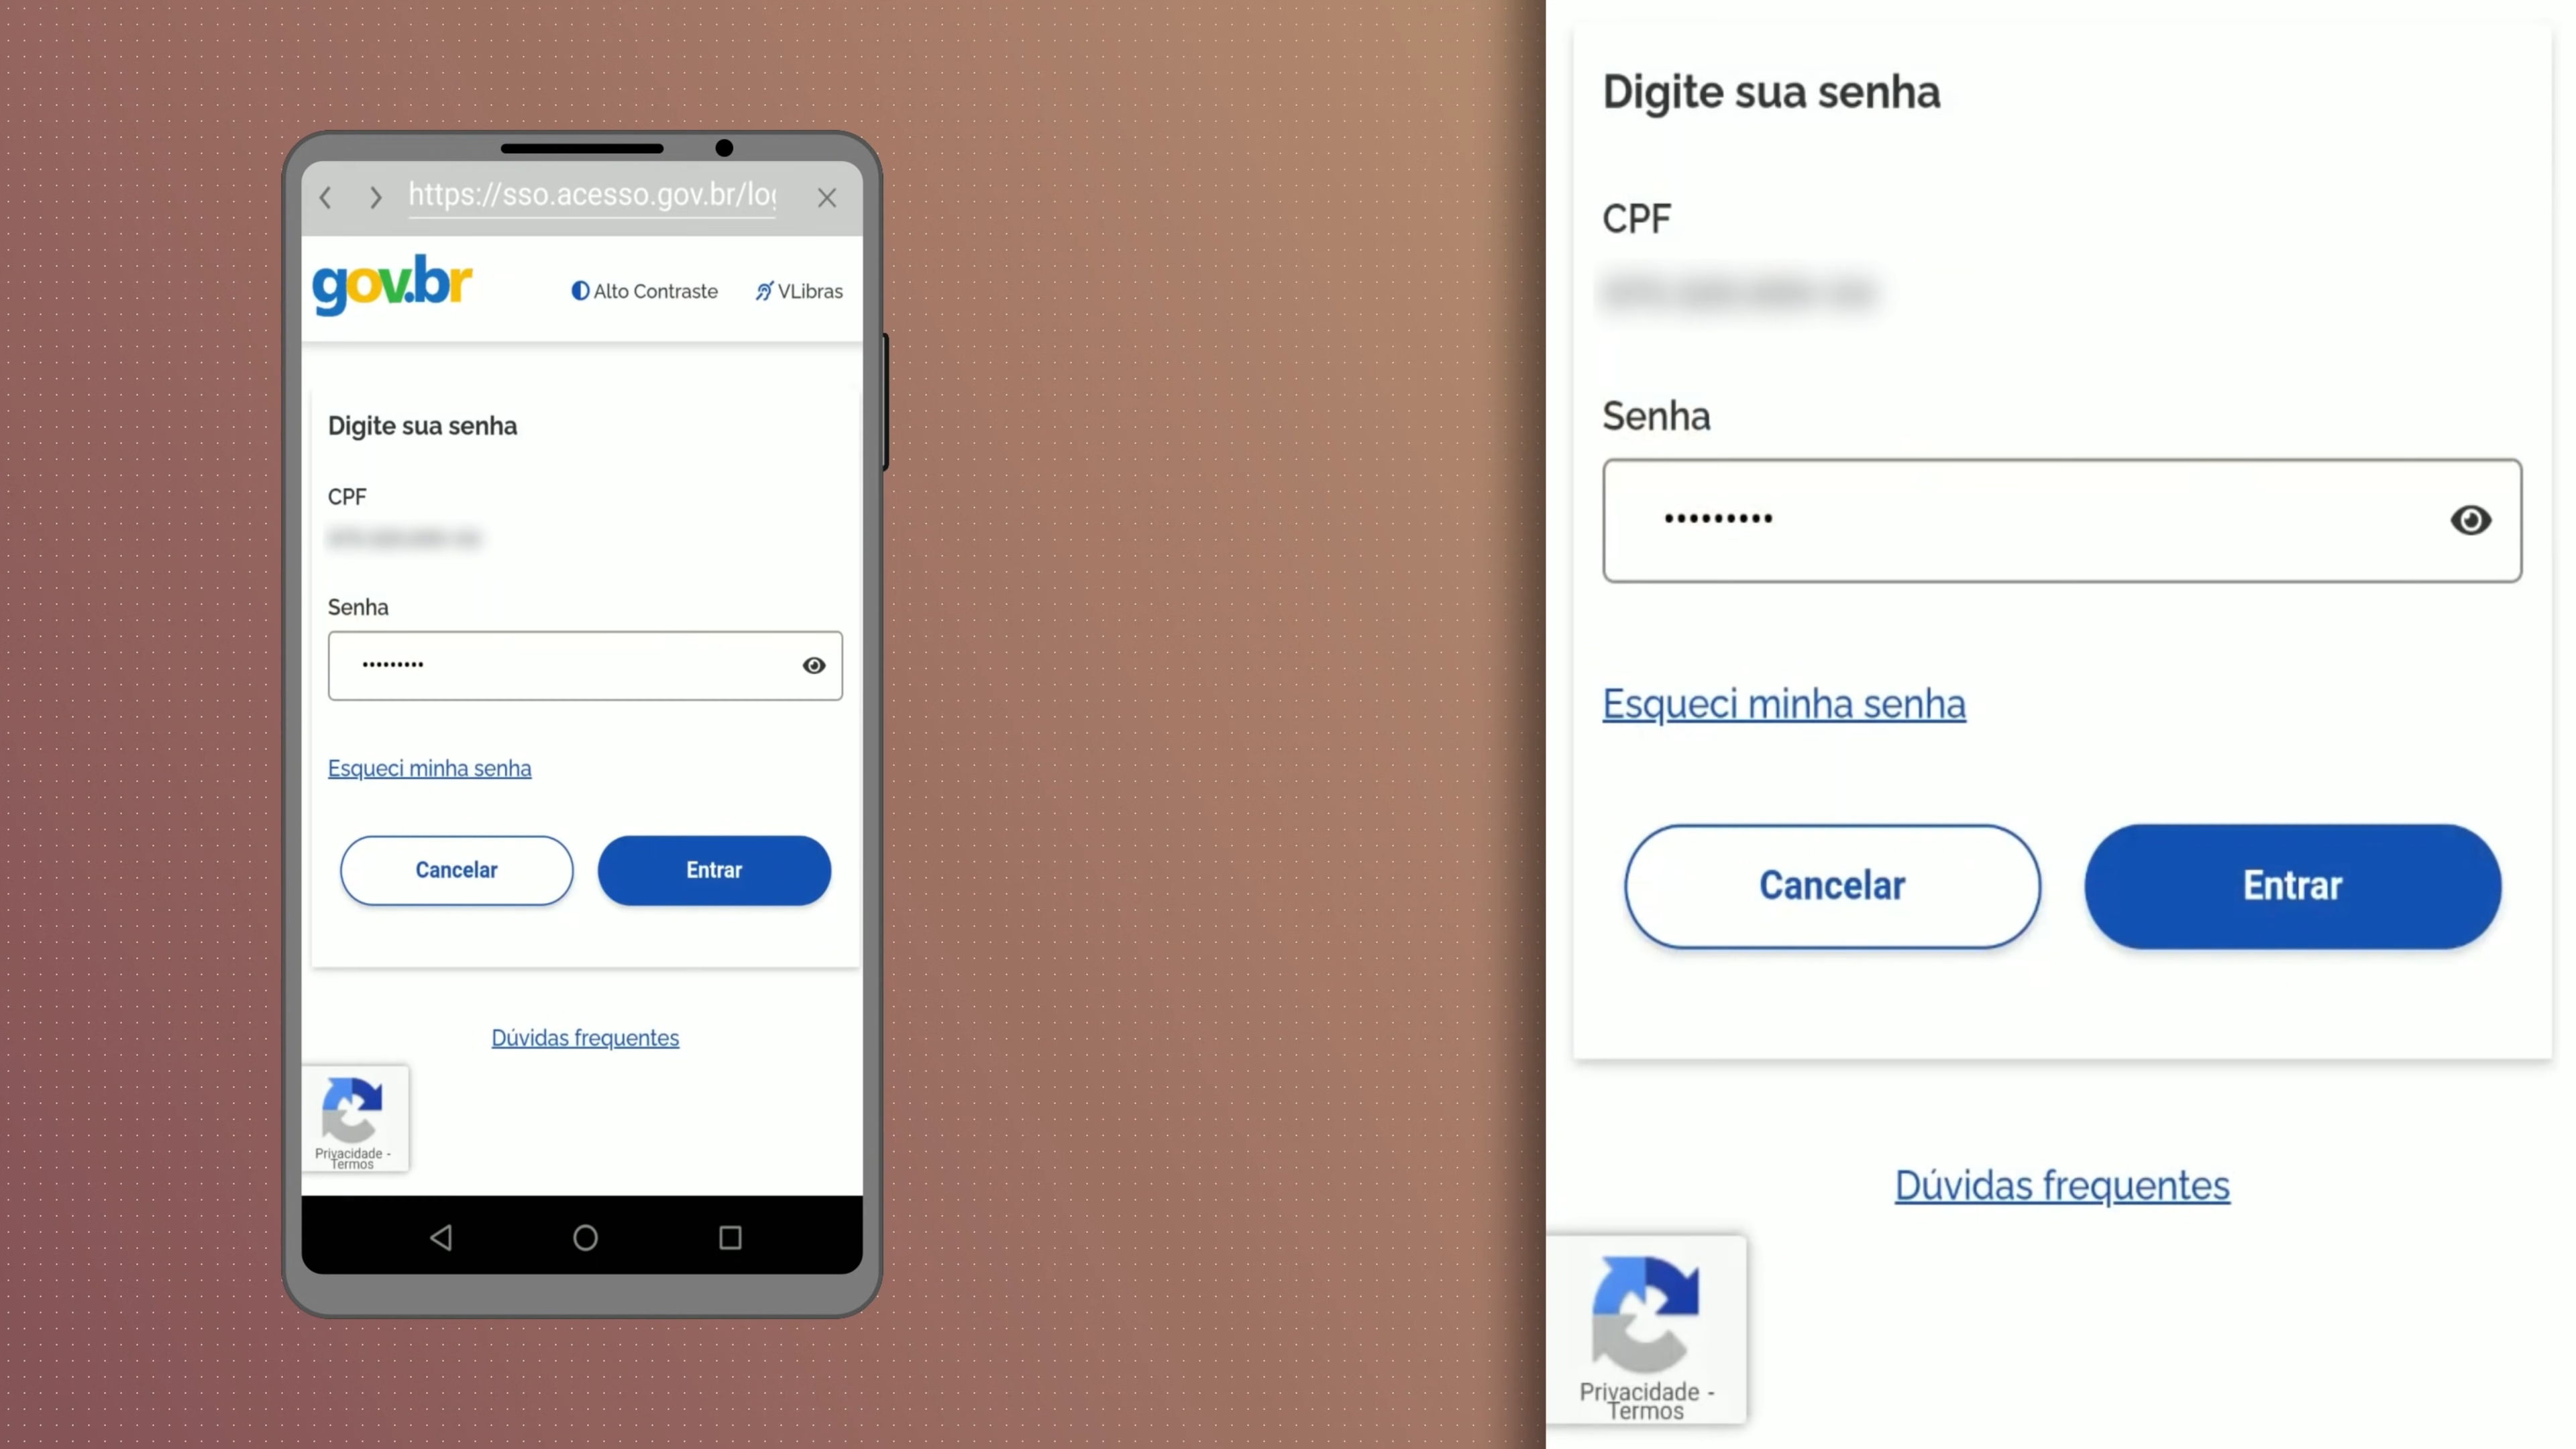 https://sso.acesso.gov.br/log
gov.br
Alto Contraste
VLibras
Digite sua senha
CPF
Senha
•••••••••
Esqueci minha senha
Cancelar
Entrar
Dúvidas frequentes
Privacidade -
Termos
Digite sua senha
CPF
Senha
•••••••••
Esqueci minha senha
Cancelar
Entrar
Dúvidas frequentes
Privacidade -
Termos